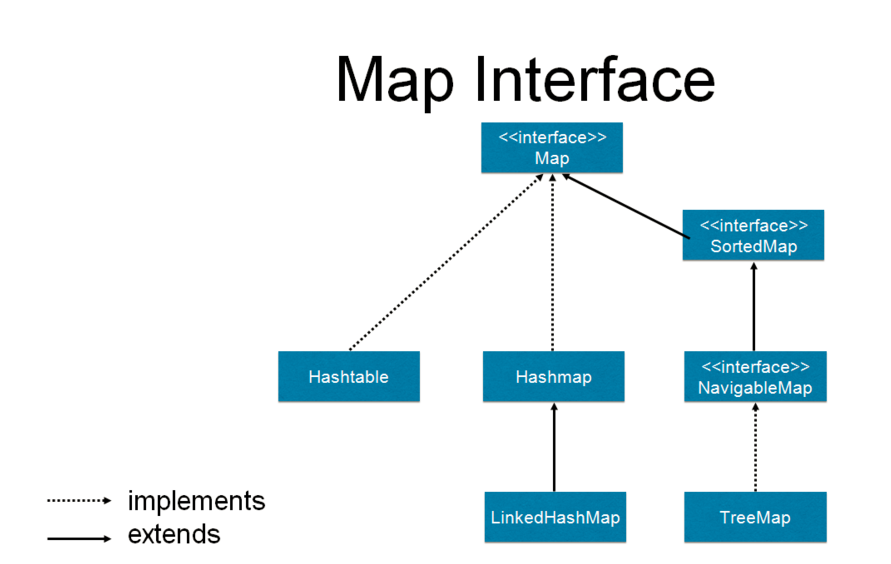 Map Interface
<<interface>>
Map
<<interface>>
SortedMap
Hashtable
Hashmap
<<interface>>
NavigableMap
implements
extends
LinkedHashMap
TreeMap